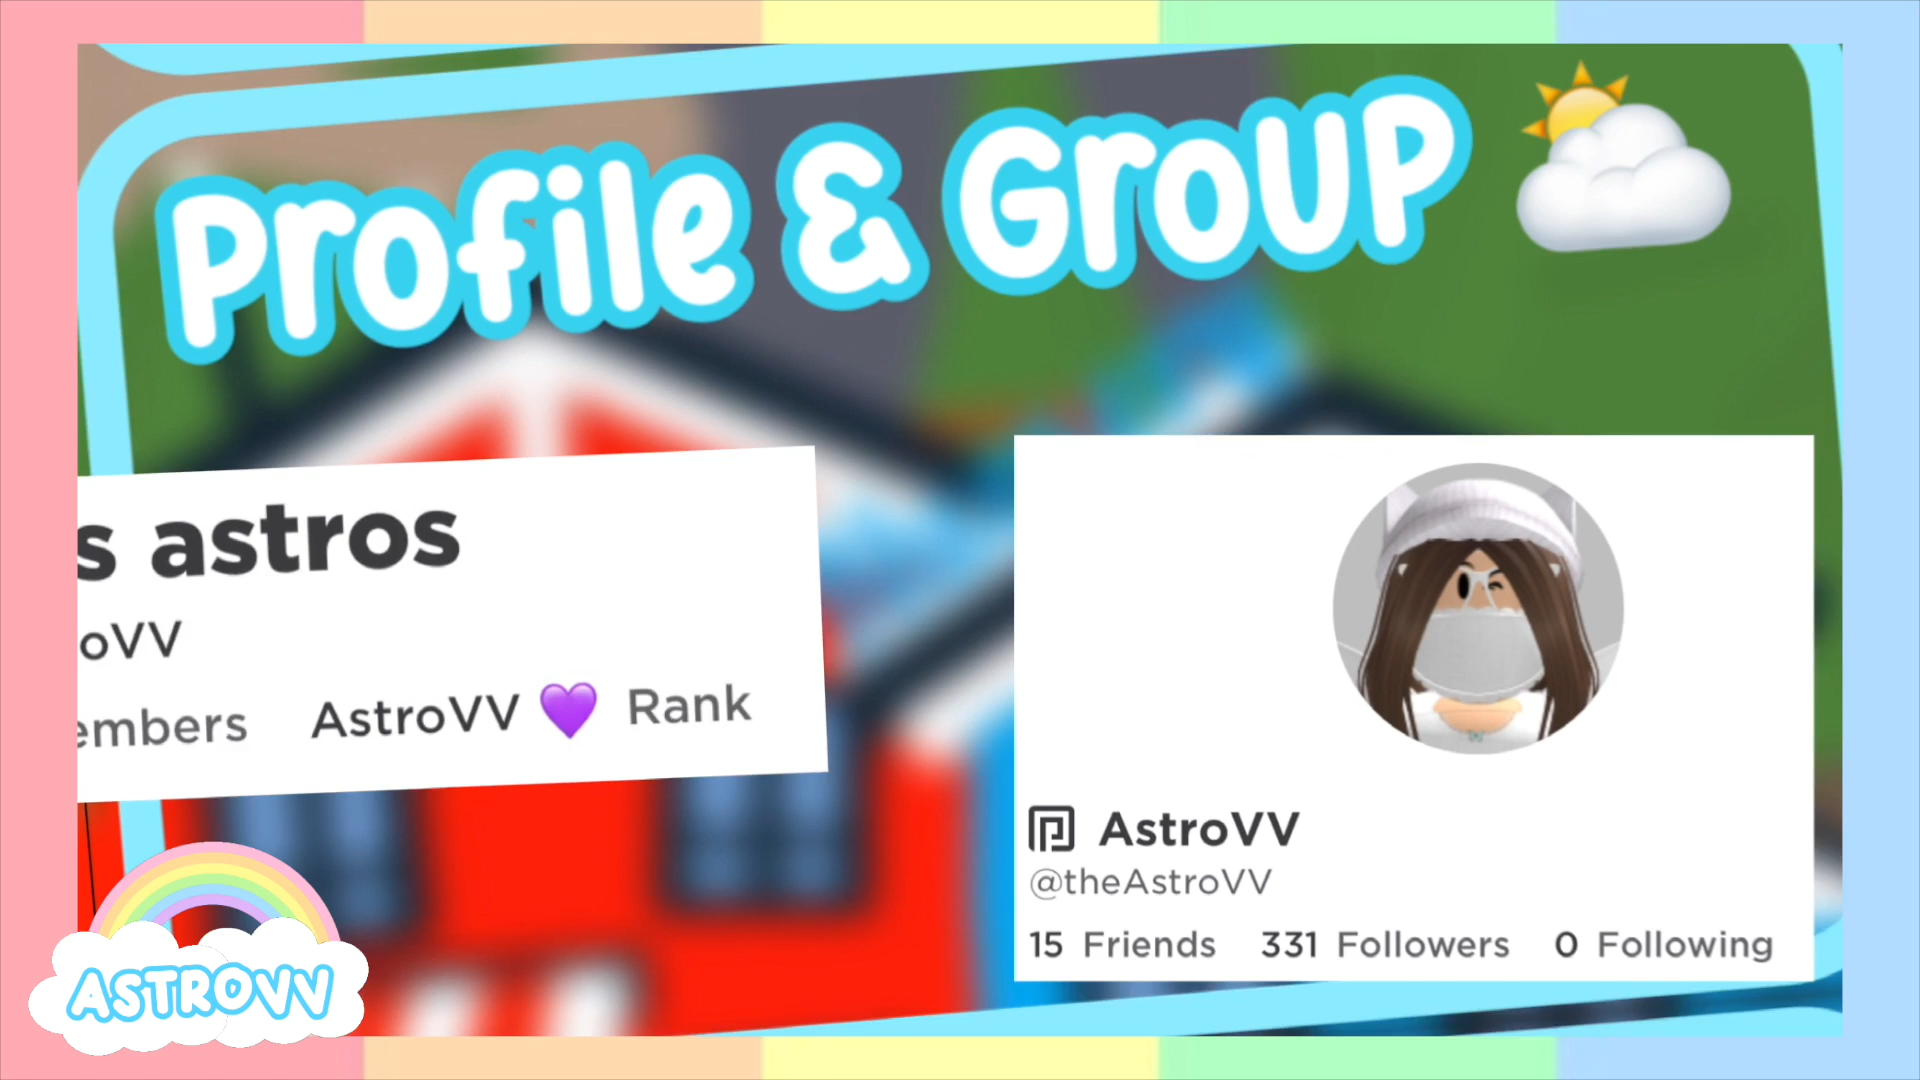 Profile & Group
s astros
oVV
embers AstroVV 💜 Rank
AstroVV
@theAstroVV
15 Friends 331 Followers 0 Following
ASTROVV